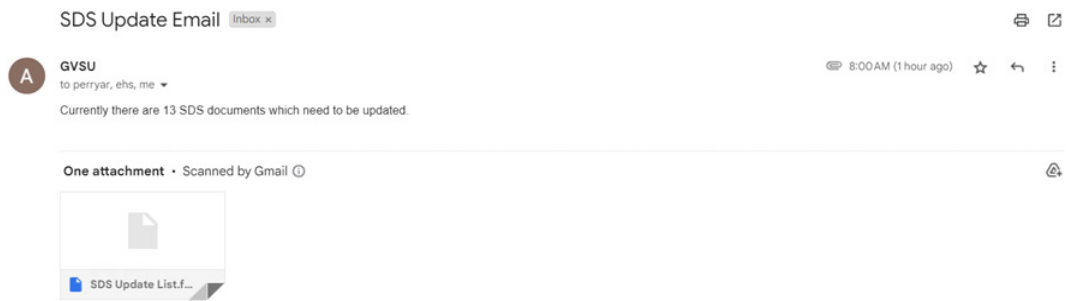 SDS Update Email Inbox ×
A
GVSU 8:00 AM (1 hour ago)
to perryar, ehs, me
Currently there are 13 SDS documents which need to be updated.
One attachment • Scanned by Gmail
SDS Update List.f...